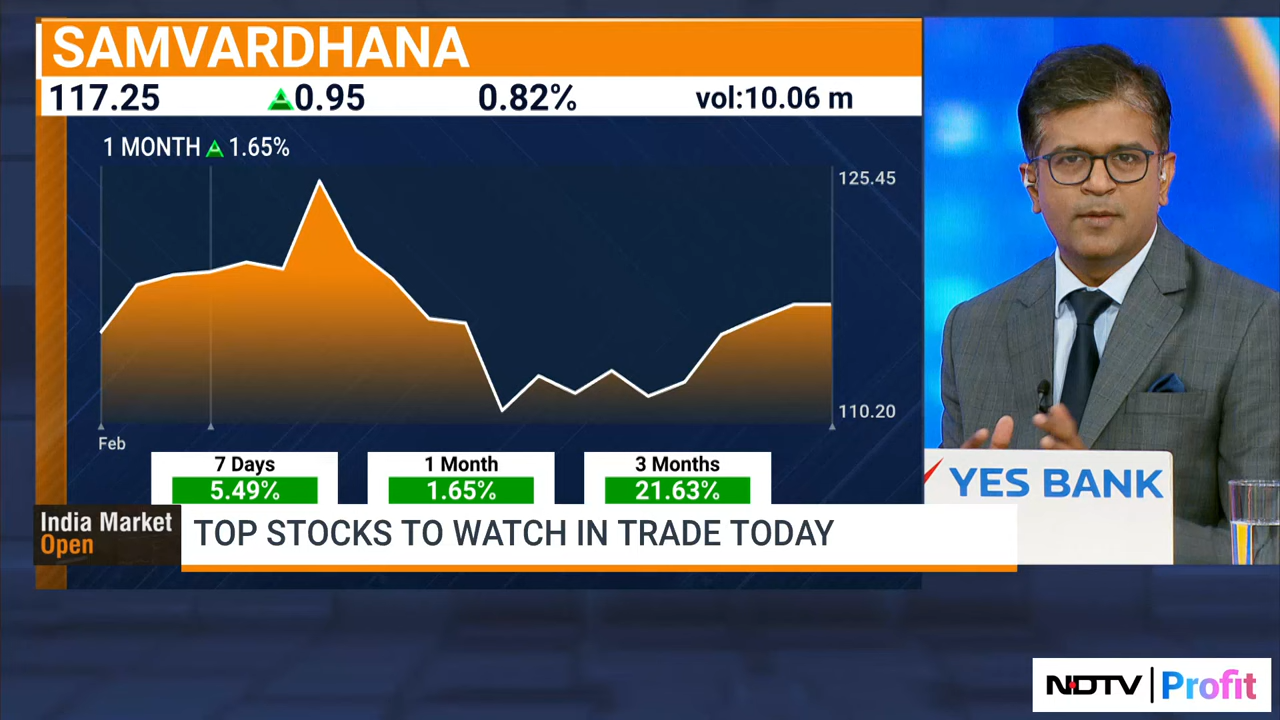 SAMVARDHANA
117.25 0.95 0.82% vol:10.06 m
1 MONTH 1.65%
125.45
110.20
Feb
7 Days 1 Month 3 Months
5.49% 1.65% 21.63%
YES BANK
India Market
Open
TOP STOCKS TO WATCH IN TRADE TODAY
NDTV Profit